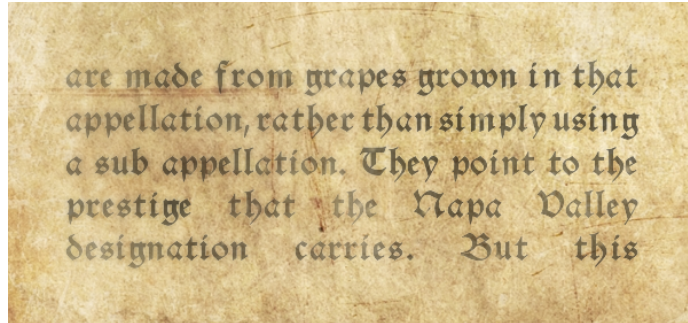 are made from grapes grown in that
appellation, rather than simply using
a sub appellation. They point to the
prestige that the Napa Valley
designation carries. But this